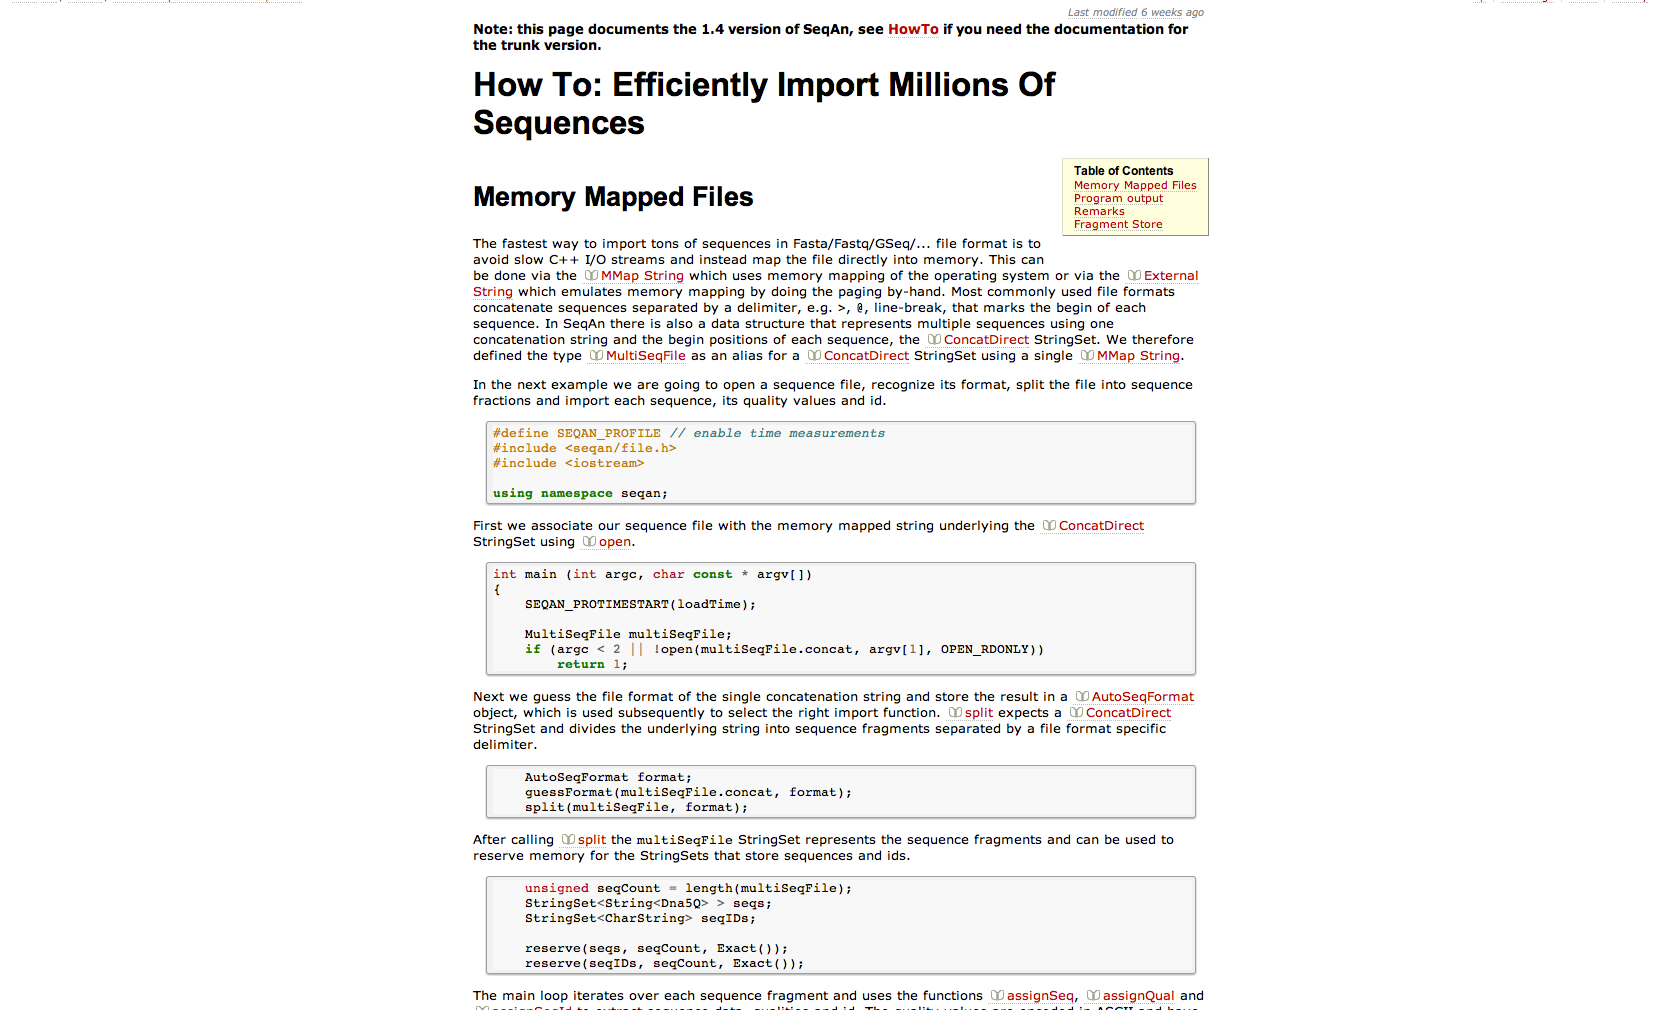 Last modified 6 weeks ago
Note: this page documents the 1.4 version of SeqAn, see HowTo if you need the documentation for
the trunk version.
How To: Efficiently Import Millions Of
Sequences
Table of Contents
Memory Mapped Files
Program output
Remarks
Fragment Store
Memory Mapped Files
The fastest way to import tons of sequences in Fasta/Fastq/GSeq/... file format is to
avoid slow C++ I/O streams and instead map the file directly into memory. This can
be done via the MMap String which uses memory mapping of the operating system or via the External
String which emulates memory mapping by doing the paging by-hand. Most commonly used file formats
concatenate sequences separated by a delimiter, e.g. >, @, line-break, that marks the begin of each
sequence. In SeqAn there is also a data structure that represents multiple sequences using one
concatenation string and the begin positions of each sequence, the ConcatDirect StringSet. We therefore
defined the type MultiSeqFile as an alias for a ConcatDirect StringSet using a single MMap String.
In the next example we are going to open a sequence file, recognize its format, split the file into sequence
fractions and import each sequence, its quality values and id.
#define SEQAN_PROFILE // enable time measurements
#include <seqan/file.h>
#include <iostream>
using namespace seqan;
First we associate our sequence file with the memory mapped string underlying the ConcatDirect
StringSet using open.
int main (int argc, char const * argv[])
{
SEQAN_PROTIMESTART(loadTime);
MultiSeqFile multiSeqFile;
if (argc < 2 || !open(multiSeqFile.concat, argv[1], OPEN_RDONLY))
return 1;
Next we guess the file format of the single concatenation string and store the result in a AutoSeqFormat
object, which is used subsequently to select the right import function. split expects a ConcatDirect
StringSet and divides the underlying string into sequence fragments separated by a file format specific
delimiter.
AutoSeqFormat format;
guessFormat(multiSeqFile.concat, format);
split(multiSeqFile, format);
After calling split the multiSeqFile StringSet represents the sequence fragments and can be used to
reserve memory for the StringSets that store sequences and ids.
unsigned seqCount = length(multiSeqFile);
StringSet<String<Dna5Q> > seqs;
StringSet<CharString> seqIDs;
reserve(seqs, seqCount, Exact());
reserve(seqIDs, seqCount, Exact());
The main loop iterates over each sequence fragment and uses the functions assignSeq, assignQual and